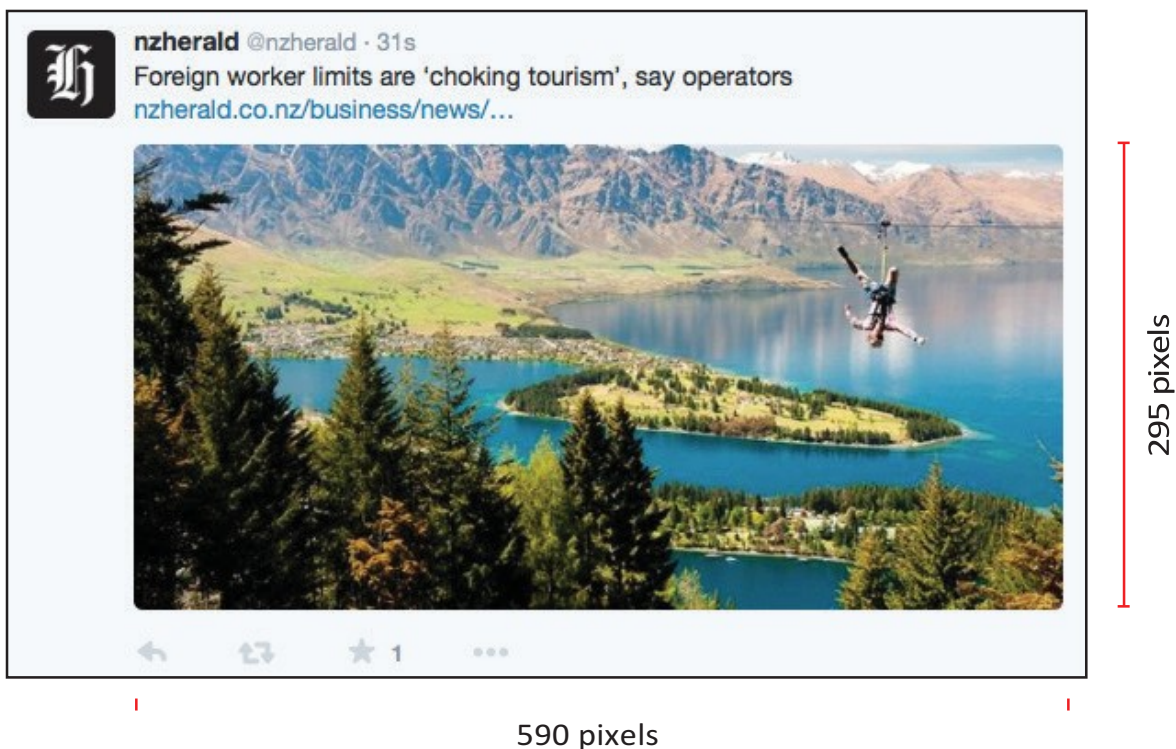 nzherald @nzherald · 31s
Foreign worker limits are ‘choking tourism’, say operators
nzherald.co.nz/business/news/...
295 pixels
1
590 pixels